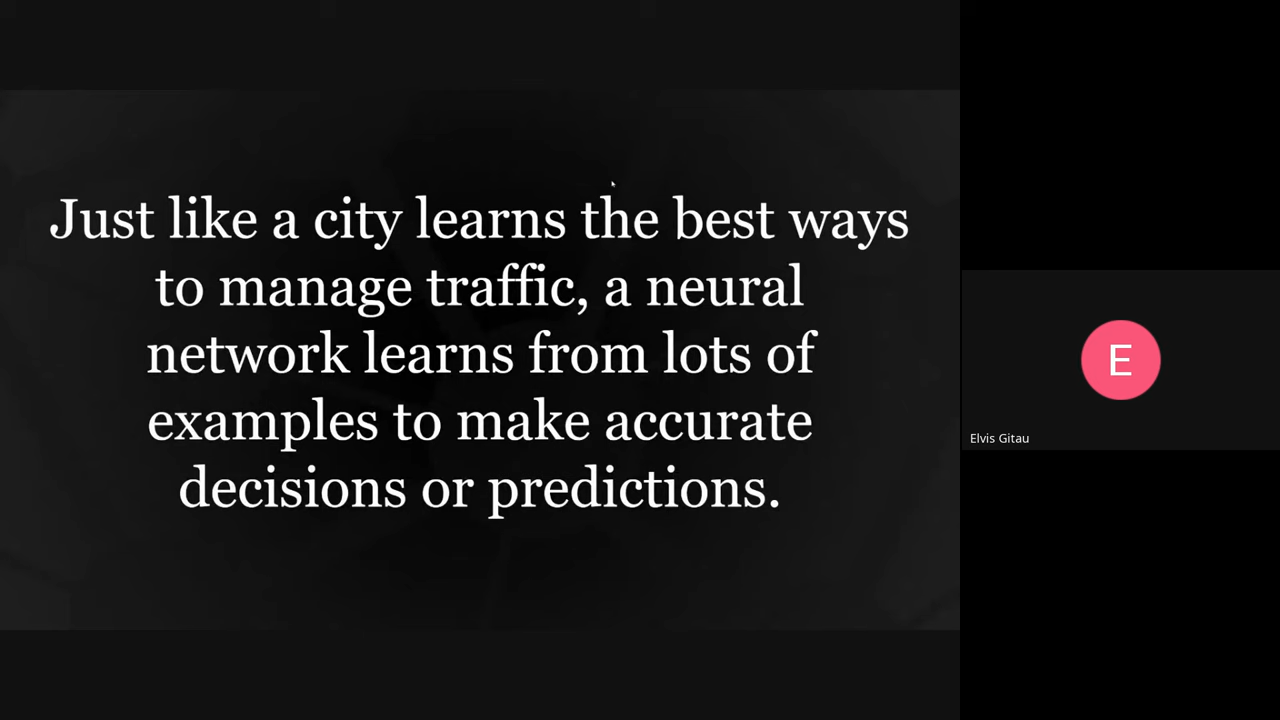 Just like a city learns the best ways
to manage traffic, a neural
network learns from lots of
examples to make accurate
decisions or predictions.
E
Elvis Gitau